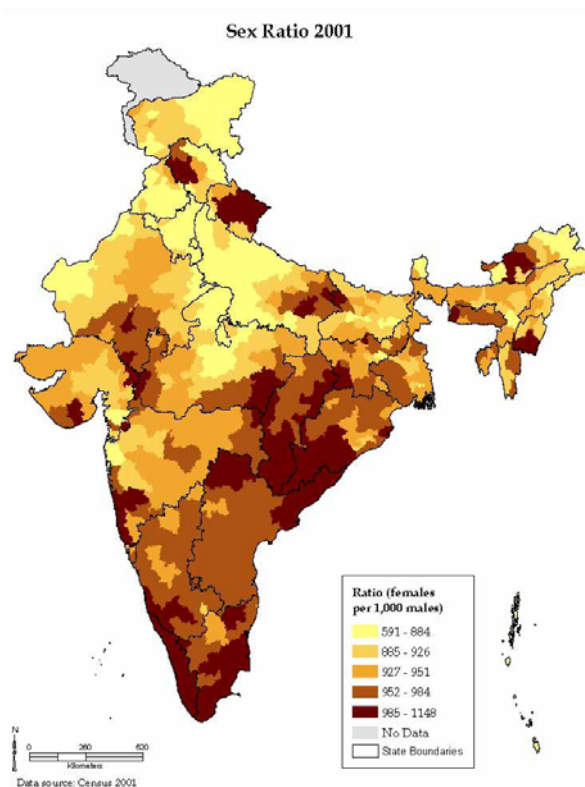 Sex Ratio 2001
Ratio (females
per 1,000 males)
591 - 884
885 - 926
927 - 951
952 - 984
985 - 1148
No Data
State Boundaries
N
0 260 600
Kilometers
Data source: Census 2001